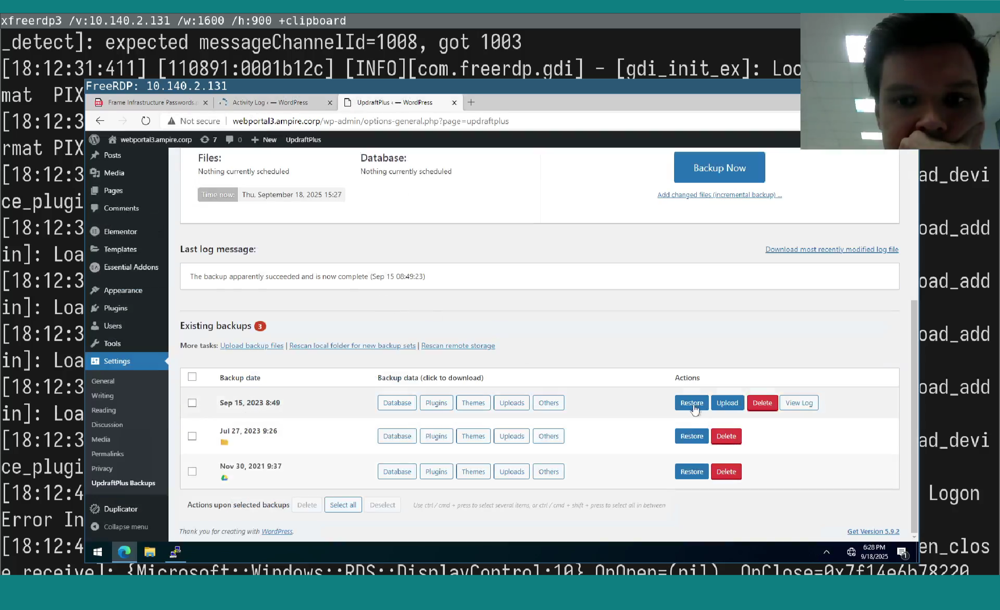 xfreerdp3 /v:10.140.2.131 /w:1600 /h:900 +clipboard
_detect]: expected messageChannelId=1008, got 1003
[18:12:31:411] [110891:0001b12c] [INFO][com.freerdp.gdi] - [gdi_init_ex]: Loc
mat PIX
FreeRDP: 10.140.2.131
Frame Infrastructure Passwords.
Activity Log ‹ — WordPress
UpdraftPlus ‹ — WordPress
[18:12:3
Not secure
webportal3.ampire.corp/wp-admin/options-general.php?page=updraftplus
webportal3.ampire.corp 7 0 New UpdraftPlus
rmat PIX
Posts
Media
Pages
Comments
Elementor
Templates
Essential Addons
Appearance
Plugins
Users
Tools
Settings
General
Writing
Reading
Discussion
Media
Permalinks
Privacy
UpdraftPlus Backups
Duplicator
Collapse menu
Files:
Nothing currently scheduled
Database:
Nothing currently scheduled
Time now: Thu, September 18, 2025 15:27
Backup Now
Add changed files (incremental backup) ...
Last log message:
Download most recently modified log file
The backup apparently succeeded and is now complete (Sep 15 08:49:23)
Existing backups 3
More tasks: Upload backup files | Rescan local folder for new backup sets | Rescan remote storage
Backup date Backup data (click to download) Actions
Sep 15, 2023 8:49 Database Plugins Themes Uploads Others Restore Upload Delete View Log
Jul 27, 2023 9:26 Database Plugins Themes Uploads Others Restore Delete
Nov 30, 2021 9:37 Database Plugins Themes Uploads Others Restore Delete
Actions upon selected backups Delete Select all Deselect Use ctrl / cmd + press to select several items, or ctrl / cmd + shift + press to select all in between
Thank you for creating with WordPress.
Get Version 5.9.2
6:28 PM
9/18/2025
1
[18:12:3 ad_devi
ce_plugi
[18:12:3 oad_add
in]: Loa
[18:12:3 oad_add
in]: Loa
[18:12:3 oad_add
in]: Loa
[18:12:3 oad_add
in]: Loa
[18:12:3 ad_devi
ce_plugi
[18:12:4 Logon
Error In
[18:12:4 en_clos
e_receive]: {Microsoft::Windows::RDS::DisplayControl:10} OnOpen=(nil), OnClose=0x7f14e6b78220